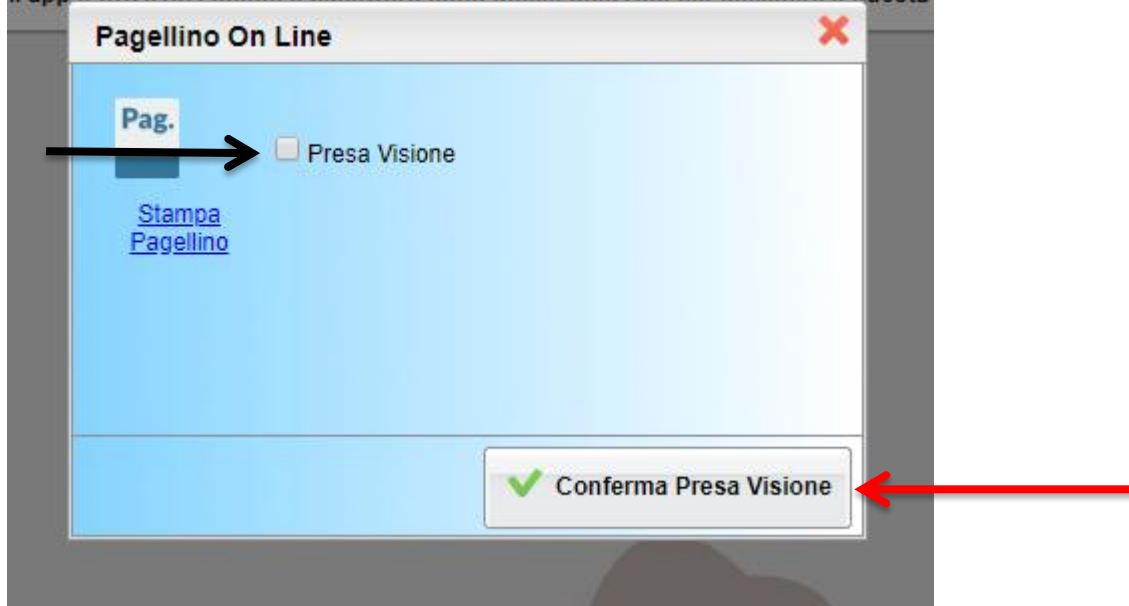 Pagellino On Line
Pag.
Presa Visione
Stampa
Pagellino
Conferma Presa Visione